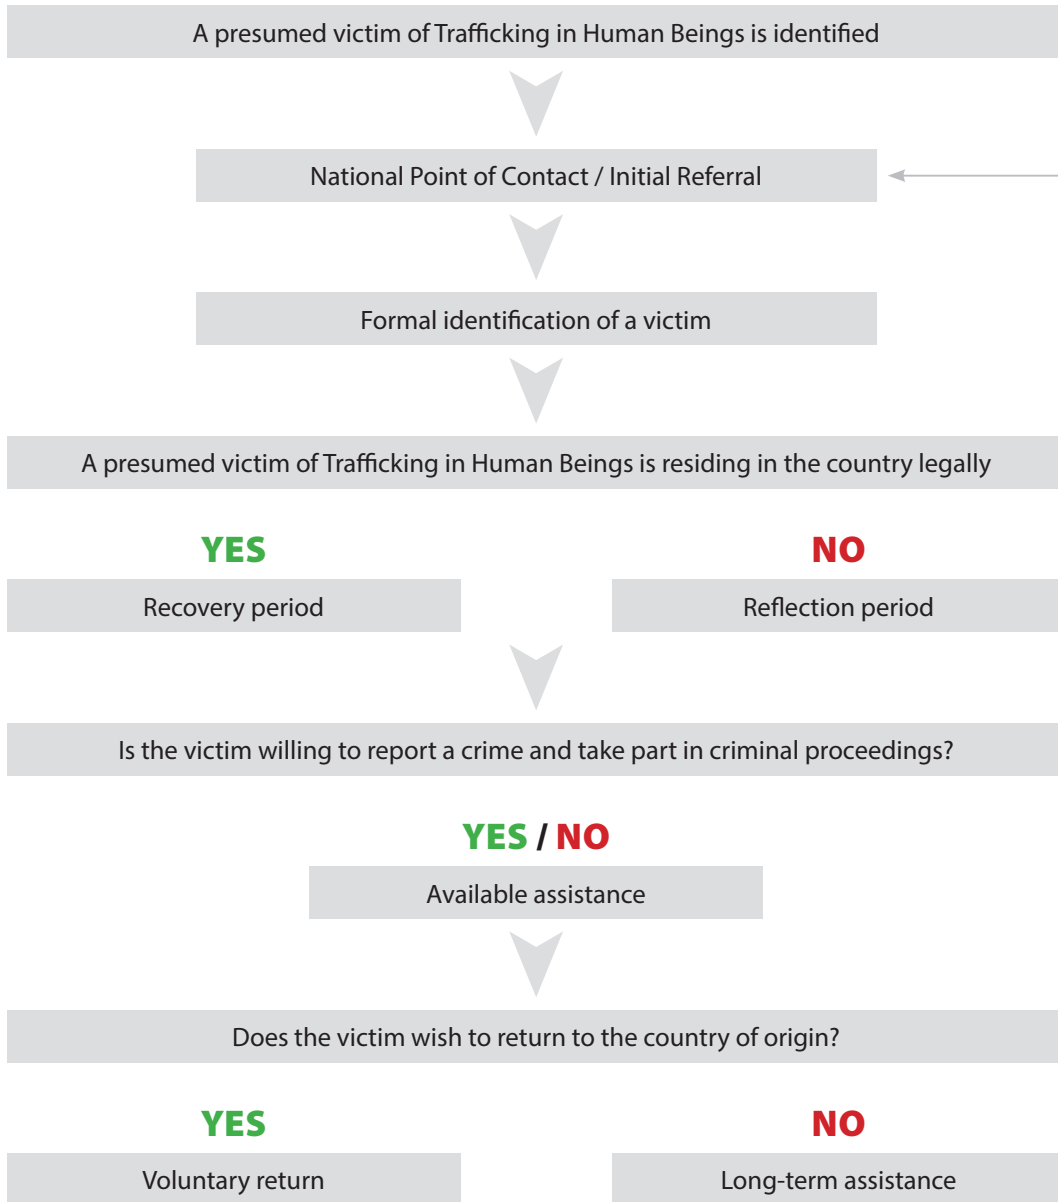 A presumed victim of Trafficking in Human Beings is identified
National Point of Contact / Initial Referral
Formal identification of a victim
A presumed victim of Trafficking in Human Beings is residing in the country legally
YES
NO
Recovery period
Reflection period
Is the victim willing to report a crime and take part in criminal proceedings?
YES / NO
Available assistance
Does the victim wish to return to the country of origin?
YES
NO
Voluntary return
Long-term assistance